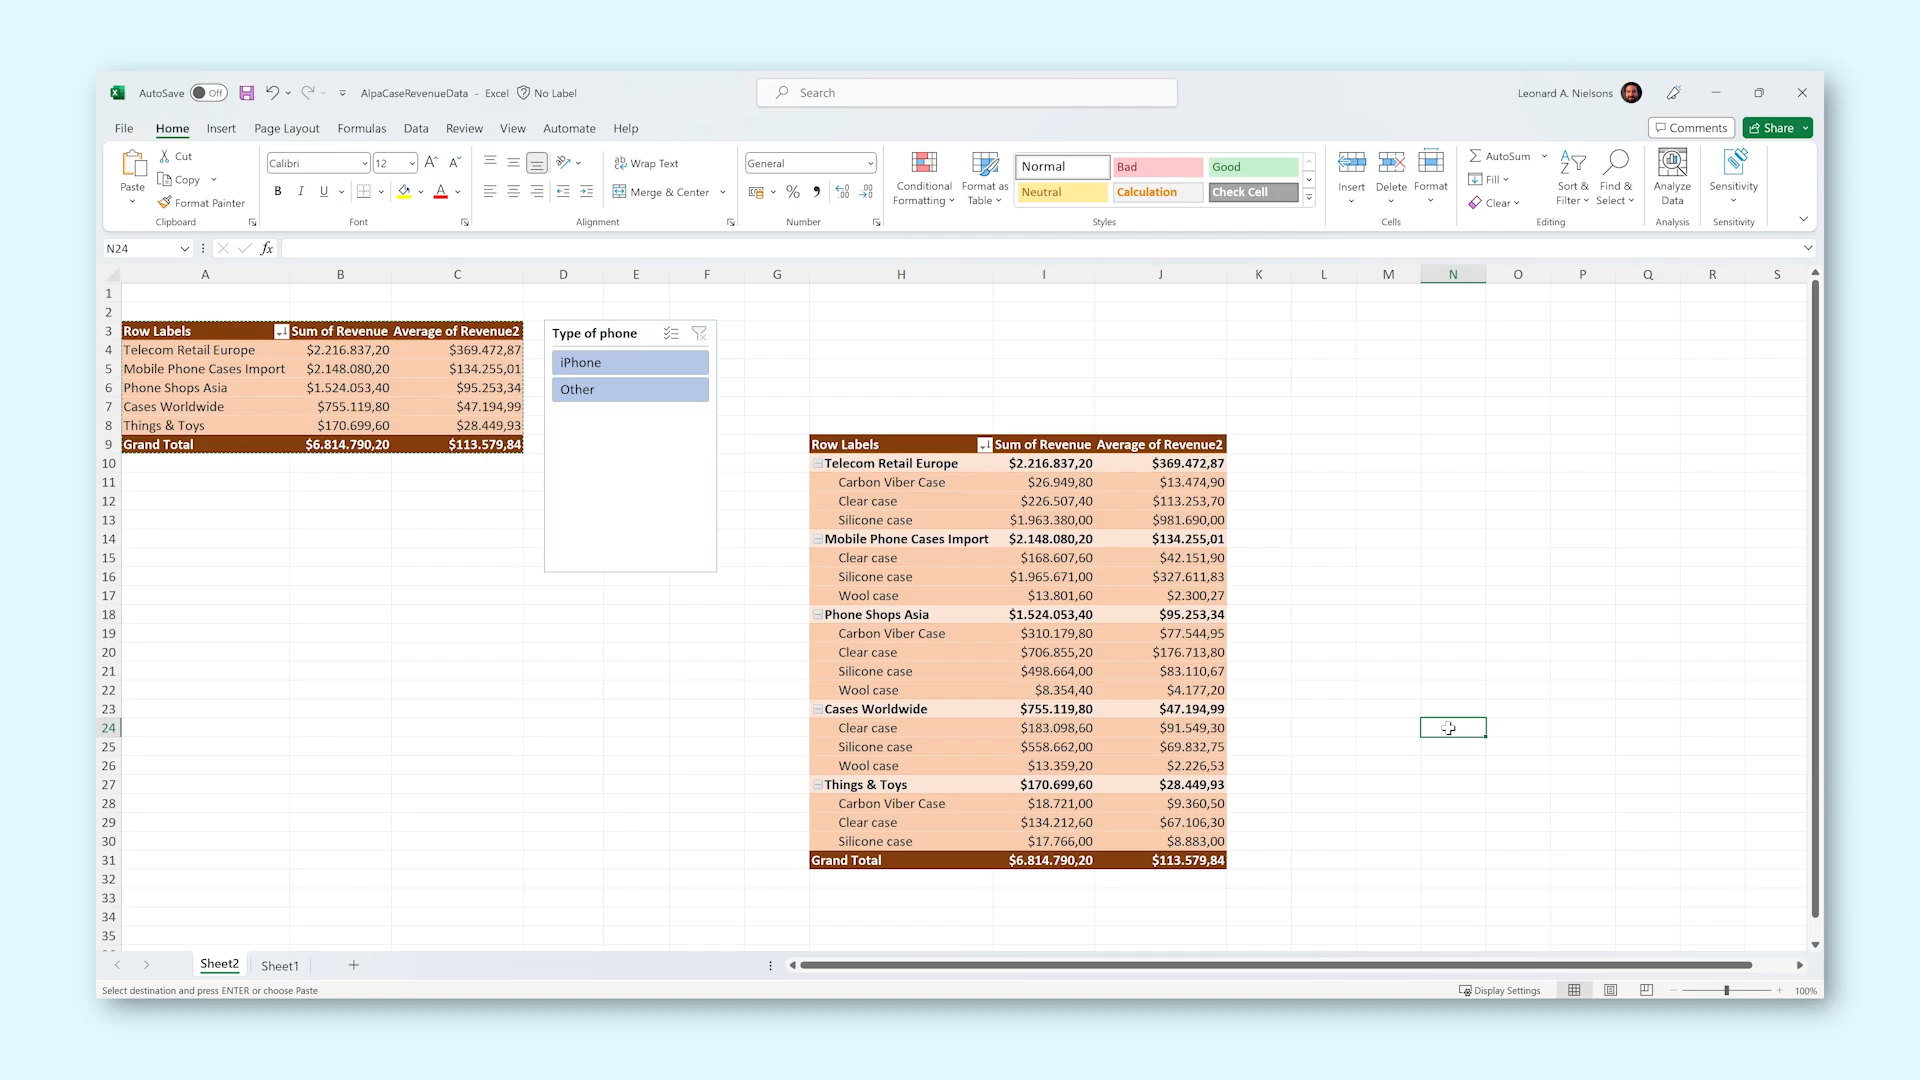 AutoSave Off AlpaCaseRevenueData - Excel No Label Search Leonard A. Nielsons
File Home Insert Page Layout Formulas Data Review View Automate Help Comments Share
Paste Cut Copy Format Painter Clipboard
Calibri 12 B I U A Font
Wrap Text Merge & Center Alignment
General % Number
Conditional Formatting Format as Table
Normal Bad Good
Neutral Calculation Check Cell
Styles
Insert Delete Format Cells
AutoSum Fill Clear Sort & Filter Find & Select Editing
Analyze Data Analysis
Sensitivity Sensitivity
N24 fx
A B C D E F G H I J K L M N O P Q R S
1
2
3 Row Labels Sum of Revenue Average of Revenue2 Type of phone
4 Telecom Retail Europe $2.216.837,20 $369.472,87
5 Mobile Phone Cases Import $2.148.080,20 $134.255,01 iPhone
6 Phone Shops Asia $1.524.053,40 $95.253,34 Other
7 Cases Worldwide $755.119,80 $47.194,99
8 Things & Toys $170.699,60 $28.449,93
9 Grand Total $6.814.790,20 $113.579,84 Row Labels Sum of Revenue Average of Revenue2
10 Telecom Retail Europe $2.216.837,20 $369.472,87
11 Carbon Viber Case $26.949,80 $13.474,90
12 Clear case $226.507,40 $113.253,70
13 Silicone case $1.963.380,00 $981.690,00
14 Mobile Phone Cases Import $2.148.080,20 $134.255,01
15 Clear case $168.607,60 $42.151,90
16 Silicone case $1.965.671,00 $327.611,83
17 Wool case $13.801,60 $2.300,27
18 Phone Shops Asia $1.524.053,40 $95.253,34
19 Carbon Viber Case $310.179,80 $77.544,95
20 Clear case $706.855,20 $176.713,80
21 Silicone case $498.664,00 $83.110,67
22 Wool case $8.354,40 $4.177,20
23 Cases Worldwide $755.119,80 $47.194,99
24 Clear case $183.098,60 $91.549,30
25 Silicone case $558.662,00 $69.832,75
26 Wool case $13.359,20 $2.226,53
27 Things & Toys $170.699,60 $28.449,93
28 Carbon Viber Case $18.721,00 $9.360,50
29 Clear case $134.212,60 $67.106,30
30 Silicone case $17.766,00 $8.883,00
31 Grand Total $6.814.790,20 $113.579,84
32
33
34
35
Sheet2 Sheet1
Select destination and press ENTER or choose Paste Display Settings 100%